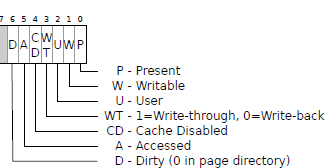 7 6 5 4 3 2 1 0
D A C D W T U W P
P - Present
W - Writable
U - User
WT - 1=Write-through, 0=Write-back
CD - Cache Disabled
A - Accessed
D - Dirty (0 in page directory)